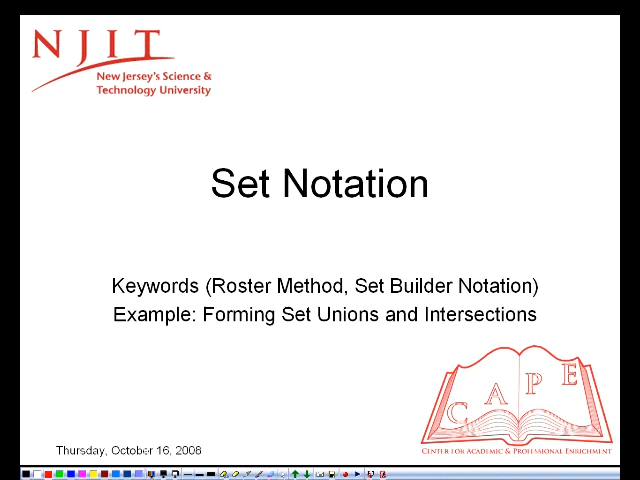 NJIT
New Jersey's Science &
Technology University
Set Notation
Keywords (Roster Method, Set Builder Notation)
Example: Forming Set Unions and Intersections
C A P E
CENTER FOR ACADEMIC & PROFESSIONAL ENRICHMENT
Thursday, October 16, 2008